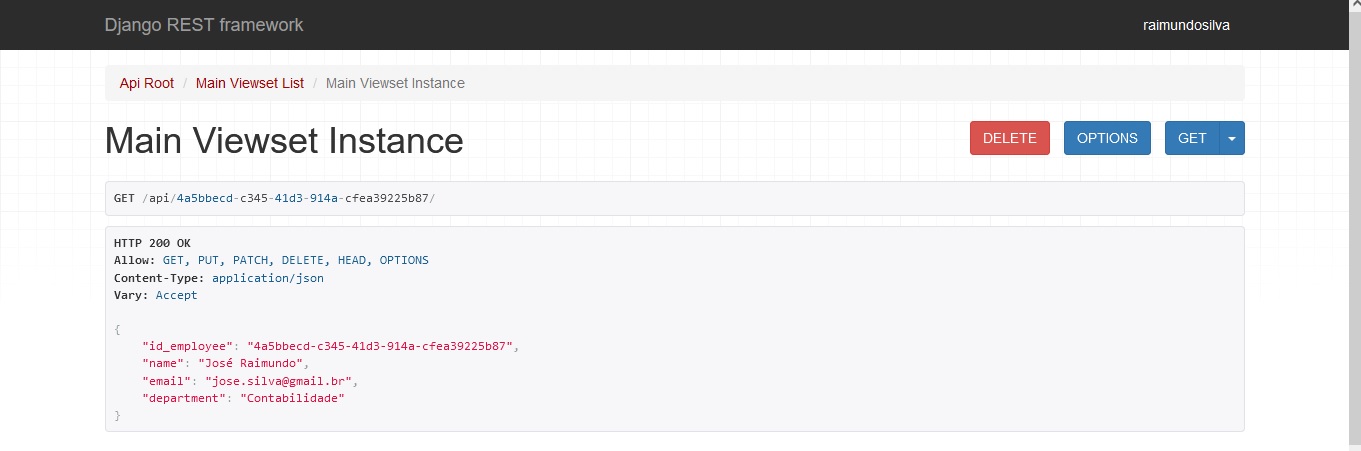 Django REST framework raimundosilva
Api Root / Main Viewset List / Main Viewset Instance
Main Viewset Instance DELETE OPTIONS GET
GET /api/4a5bbecd-c345-41d3-914a-cfea39225b87/
HTTP 200 OK
Allow: GET, PUT, PATCH, DELETE, HEAD, OPTIONS
Content-Type: application/json
Vary: Accept
{
"id_employee": "4a5bbecd-c345-41d3-914a-cfea39225b87",
"name": "José Raimundo",
"email": "jose.silva@gmail.br",
"department": "Contabilidade"
}